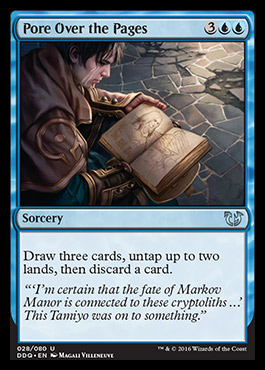 Pore Over the Pages 3
Sorcery
Draw three cards, untap up to two
lands, then discard a card.
“‘I’m certain that the fate of Markov
Manor is connected to these cryptoliths . . .’
This Tamiyo was on to something.”
028/080 U
DDQ • EN MAGALI VILLENEUVE
™ & © 2016 Wizards of the Coast